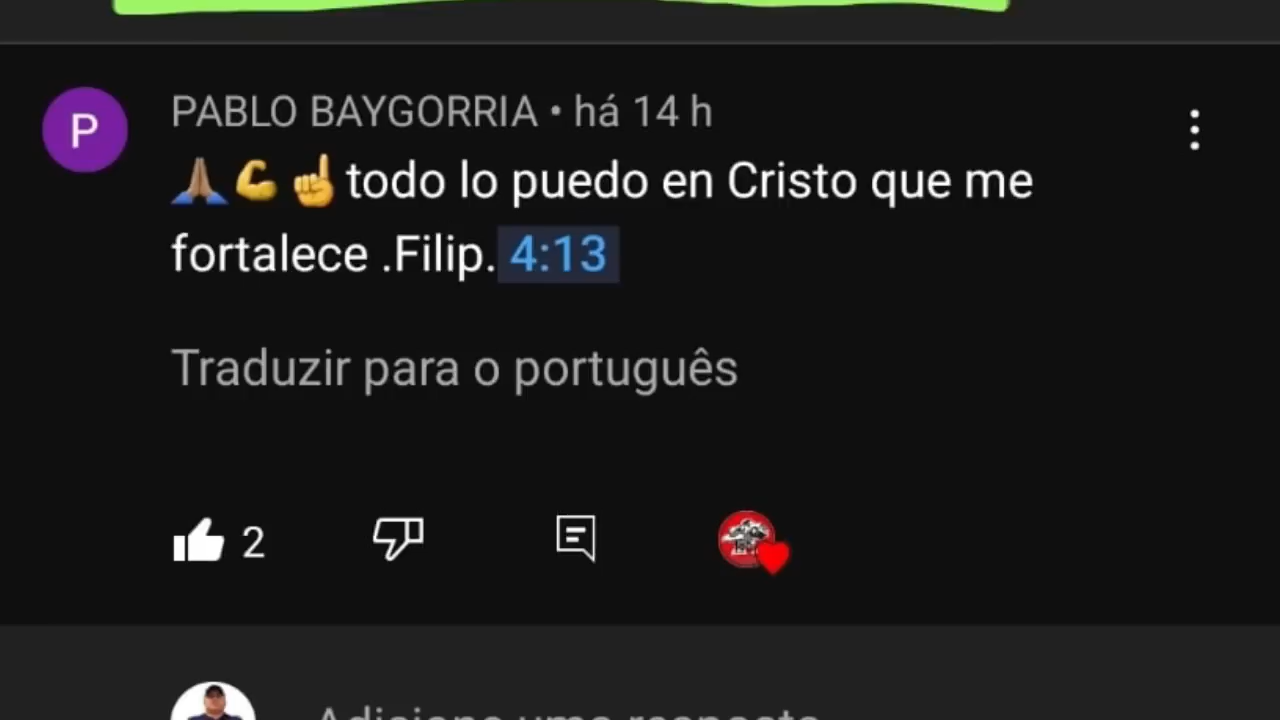 P
PABLO BAYGORRIA • há 14 h
🙏🏽💪☝️todo lo puedo en Cristo que me
fortalece .Filip. 4:13
Traduzir para o português
2
Adicione uma resposta